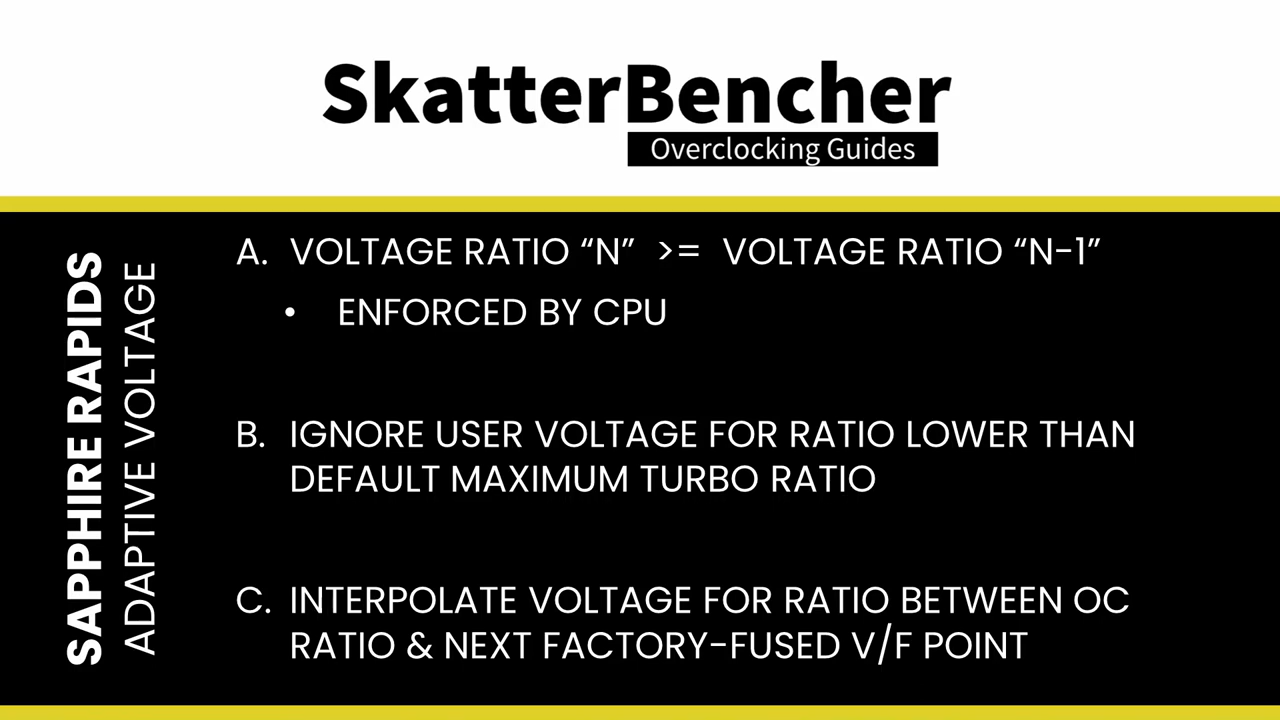 SkatterBencher
Overclocking Guides
SAPPHIRE RAPIDS
ADAPTIVE VOLTAGE
A. VOLTAGE RATIO “N” >= VOLTAGE RATIO “N-1”
• ENFORCED BY CPU
B. IGNORE USER VOLTAGE FOR RATIO LOWER THAN
DEFAULT MAXIMUM TURBO RATIO
C. INTERPOLATE VOLTAGE FOR RATIO BETWEEN OC
RATIO & NEXT FACTORY-FUSED V/F POINT